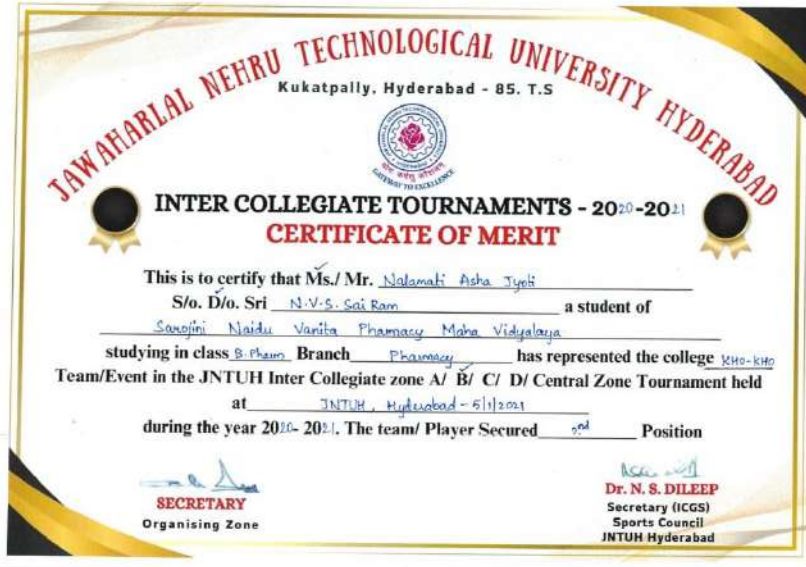 JAWAHARLAL NEHRU TECHNOLOGICAL UNIVERSITY HYDERABAD
Kukatpally, Hyderabad - 85. T.S
GATEWAY TO EXCELLENCE
INTER COLLEGIATE TOURNAMENTS - 2020-2021
CERTIFICATE OF MERIT
This is to certify that Ms./ Mr. Nalamati Asha Jyoti
S/o. D/o. Sri N.V.S. Sai Ram a student of
Sarojini Naidu Vanita Pharmacy Maha Vidyalaya
studying in class B.Pharm Branch Pharmacy has represented the college KHO-KHO
Team/Event in the JNTUH Inter Collegiate zone A/ B/ C/ D/ Central Zone Tournament held
at JNTUH, Hyderabad - 5/1/2021
during the year 2020- 2021. The team/ Player Secured 2nd Position
SECRETARY
Organising Zone
Dr. N. S. DILEEP
Secretary (ICGS)
Sports Council
JNTUH Hyderabad